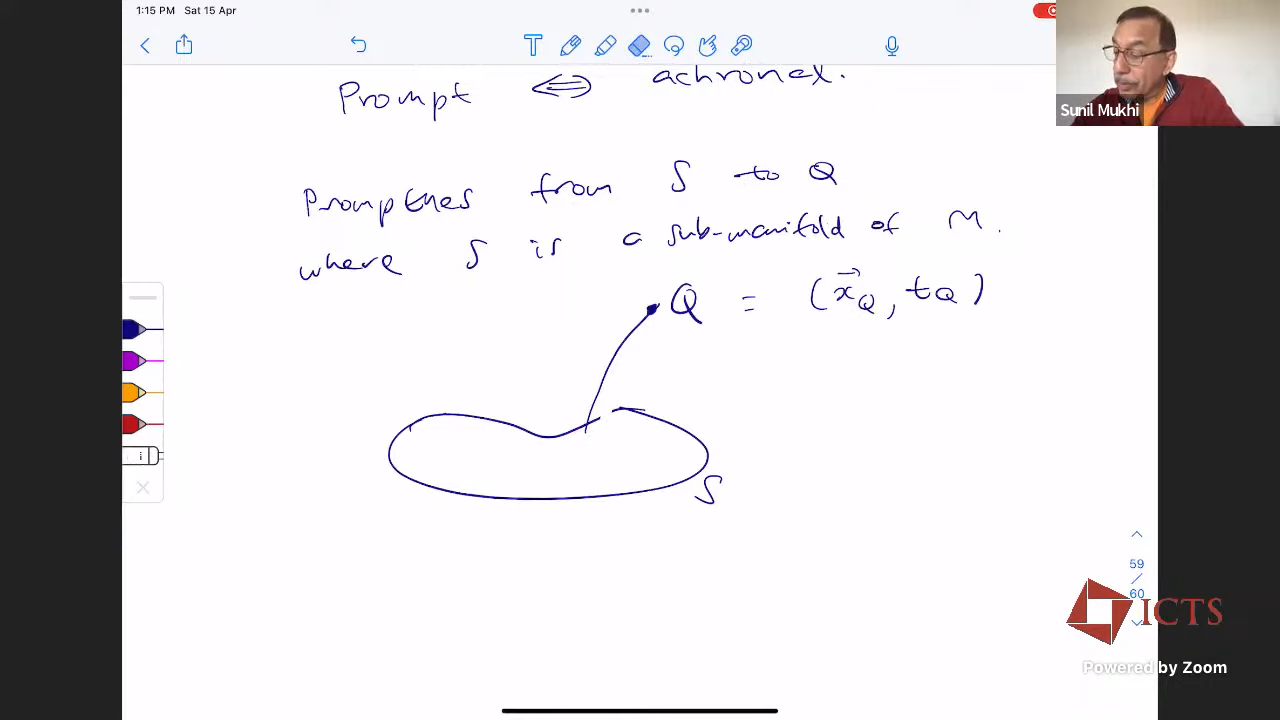 1:15 PM Sat 15 Apr
T
Sunil Mukhi
Prompt ⟺ achronal.
Promptness from S to Q
where S is a sub-manifold of M.
Q = (x⃗_Q, t_Q)
S
59
/
60
ICTS
Powered by Zoom